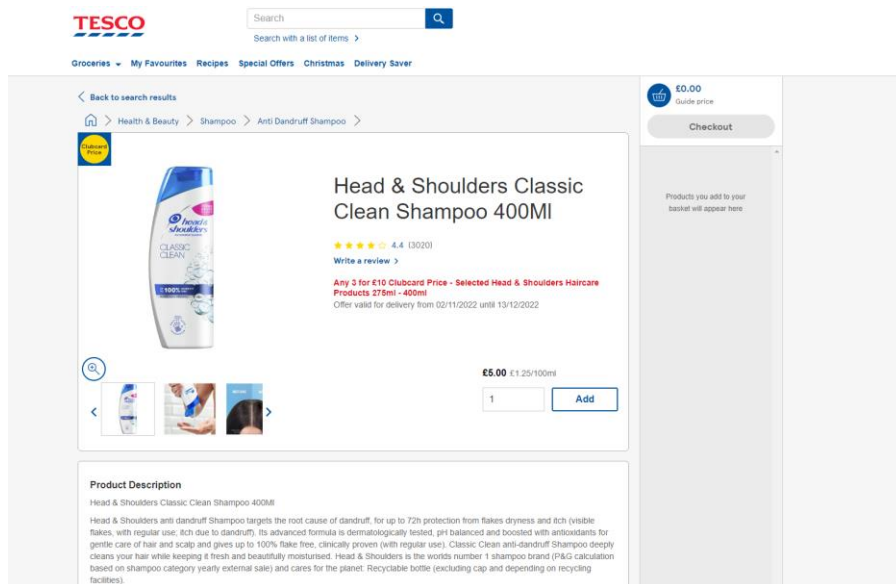 TESCO
Search
Search with a list of items >
Groceries My Favourites Recipes Special Offers Christmas Delivery Saver
£0.00
Guide price
Checkout
Products you add to your
basket will appear here
Back to search results
Health & Beauty > Shampoo > Anti Dandruff Shampoo >
Clubcard
Price
head &
shoulders
CLASSIC
CLEAN
100%
Head & Shoulders Classic
Clean Shampoo 400Ml
4.4 (3020)
Write a review >
Any 3 for £10 Clubcard Price - Selected Head & Shoulders Haircare
Products 275ml - 400ml
Offer valid for delivery from 02/11/2022 until 13/12/2022
£5.00 £1.25/100ml
1 Add
Product Description
Head & Shoulders Classic Clean Shampoo 400Ml
Head & Shoulders anti dandruff Shampoo targets the root cause of dandruff, for up to 72h protection from flakes dryness and itch (visible
flakes, with regular use; itch due to dandruff). Its advanced formula is dermatologically tested, pH balanced and boosted with antioxidants for
gentle care of hair and scalp and gives up to 100% flake free, clinically proven (with regular use). Classic Clean anti-dandruff Shampoo deeply
cleans your hair while keeping it fresh and beautifully moisturised. Head & Shoulders is the worlds number 1 shampoo brand (P&G calculation
based on shampoo category yearly external sale) and cares for the planet: Recyclable bottle (excluding cap and depending on recycling
facilities).